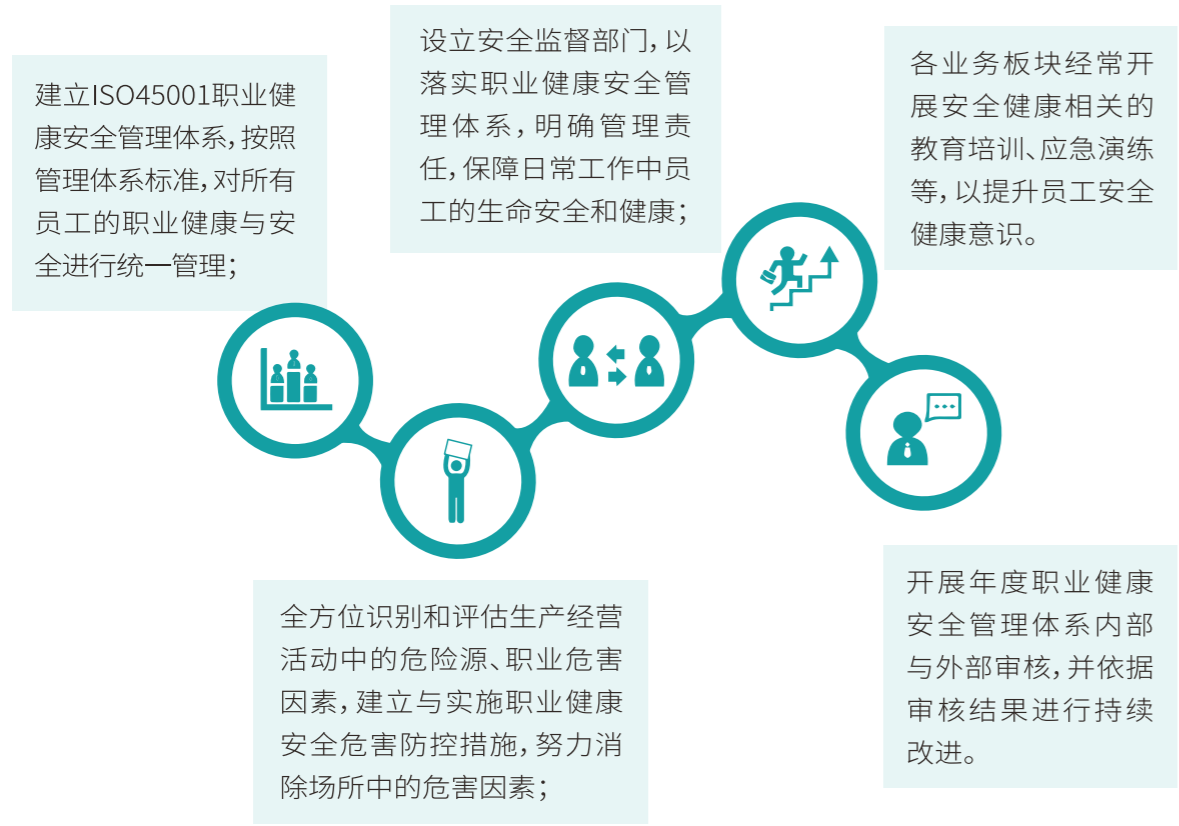 建立ISO45001职业健
康安全管理体系，按照
管理体系标准，对所有
员工的职业健康与安
全进行统一管理；
全方位识别和评估生产经营
活动中的危险源、职业危害
因素，建立与实施职业健康
安全危害防控措施，努力消
除场所中的危害因素；
设立安全监督部门，以
落实职业健康安全管
理体系，明确管理责
任，保障日常工作中员
工的生命安全和健康；
各业务板块经常开
展安全健康相关的
教育培训、应急演练
等，以提升员工安全
健康意识。
开展年度职业健康
安全管理体系内部
与外部审核，并依据
审核结果进行持续
改进。